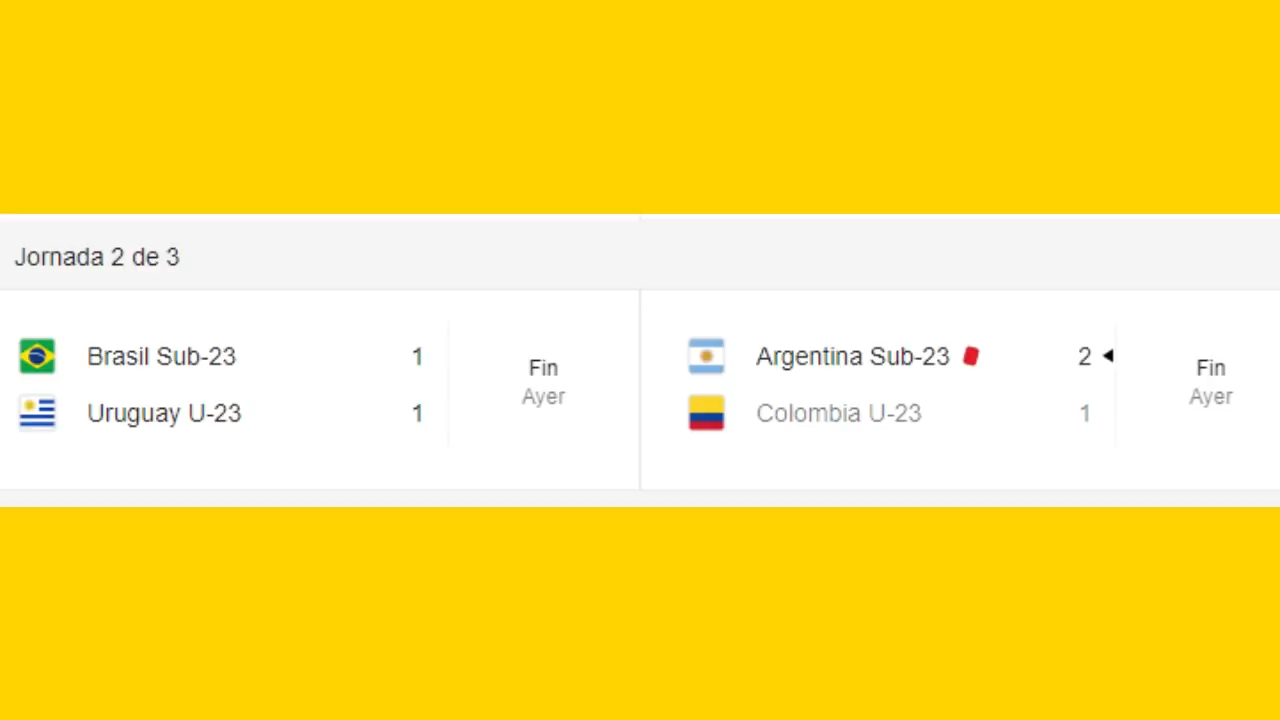 Jornada 2 de 3
Brasil Sub-23 1
Uruguay U-23 1
Fin
Ayer
Argentina Sub-23 2
Colombia U-23 1
Fin
Ayer